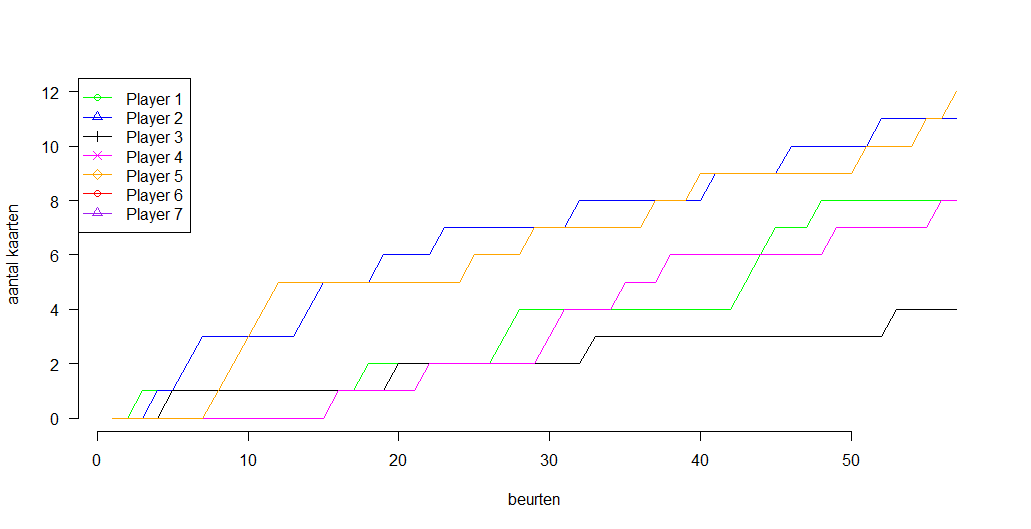 12
10
8
6
4
2
0
aantal kaarten
Player 1
Player 2
Player 3
Player 4
Player 5
Player 6
Player 7
0 10 20 30 40 50
beurten